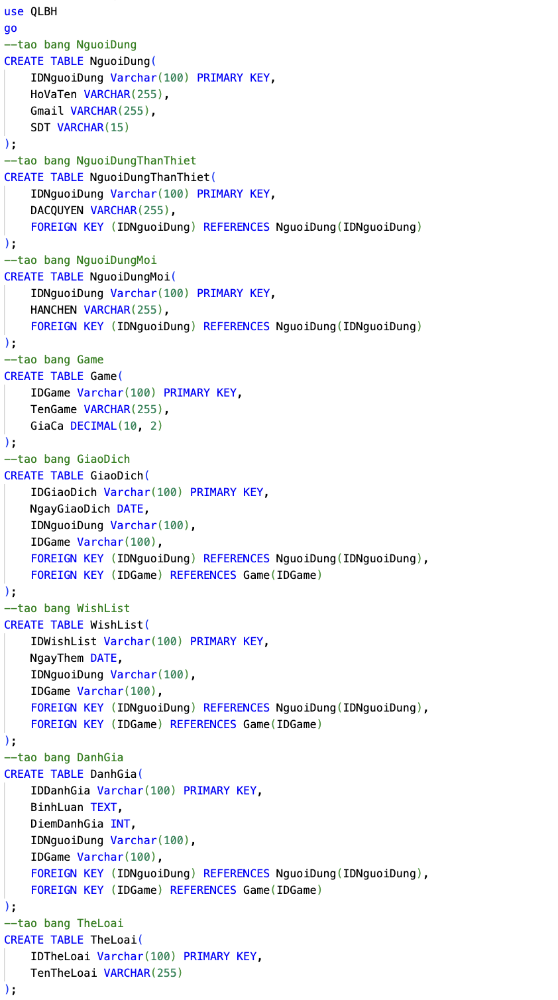 use QLBH
go
--tao bang NguoiDung
CREATE TABLE NguoiDung(
    IDNguoiDung Varchar(100) PRIMARY KEY,
    HoVaTen VARCHAR(255),
    Gmail VARCHAR(255),
    SDT VARCHAR(15)
);
--tao bang NguoiDungThanThiet
CREATE TABLE NguoiDungThanThiet(
    IDNguoiDung Varchar(100) PRIMARY KEY,
    DACQUYEN VARCHAR(255),
    FOREIGN KEY (IDNguoiDung) REFERENCES NguoiDung(IDNguoiDung)
);
--tao bang NguoiDungMoi
CREATE TABLE NguoiDungMoi(
    IDNguoiDung Varchar(100) PRIMARY KEY,
    HANCHEN VARCHAR(255),
    FOREIGN KEY (IDNguoiDung) REFERENCES NguoiDung(IDNguoiDung)
);
--tao bang Game
CREATE TABLE Game(
    IDGame Varchar(100) PRIMARY KEY,
    TenGame VARCHAR(255),
    GiaCa DECIMAL(10, 2)
);
--tao bang GiaoDich
CREATE TABLE GiaoDich(
    IDGiaoDich Varchar(100) PRIMARY KEY,
    NgayGiaoDich DATE,
    IDNguoiDung Varchar(100),
    IDGame Varchar(100),
    FOREIGN KEY (IDNguoiDung) REFERENCES NguoiDung(IDNguoiDung),
    FOREIGN KEY (IDGame) REFERENCES Game(IDGame)
);
--tao bang WishList
CREATE TABLE WishList(
    IDWishList Varchar(100) PRIMARY KEY,
    NgayThem DATE,
    IDNguoiDung Varchar(100),
    IDGame Varchar(100),
    FOREIGN KEY (IDNguoiDung) REFERENCES NguoiDung(IDNguoiDung),
    FOREIGN KEY (IDGame) REFERENCES Game(IDGame)
);
--tao bang DanhGia
CREATE TABLE DanhGia(
    IDDanhGia Varchar(100) PRIMARY KEY,
    BinhLuan TEXT,
    DiemDanhGia INT,
    IDNguoiDung Varchar(100),
    IDGame Varchar(100),
    FOREIGN KEY (IDNguoiDung) REFERENCES NguoiDung(IDNguoiDung),
    FOREIGN KEY (IDGame) REFERENCES Game(IDGame)
);
--tao bang TheLoai
CREATE TABLE TheLoai(
    IDTheLoai Varchar(100) PRIMARY KEY,
    TenTheLoai VARCHAR(255)
);